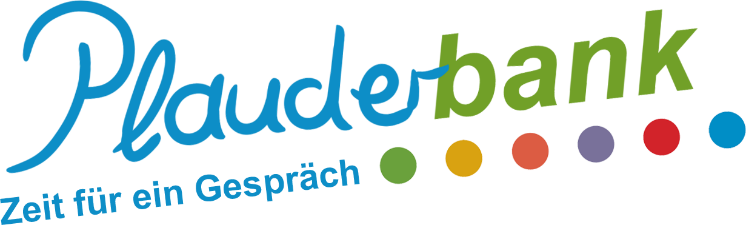 Plauderbank
Zeit für ein Gespräch